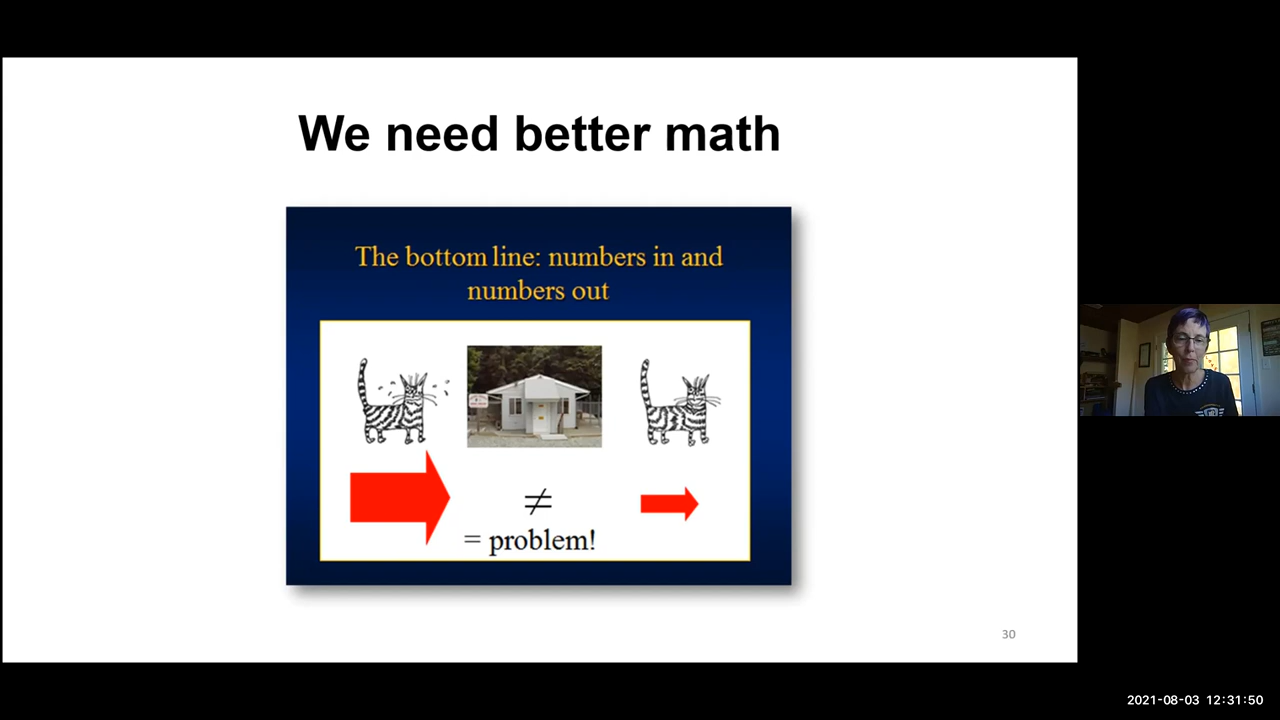 We need better math
The bottom line: numbers in and
numbers out
≠
= problem!
30
2021-08-03 12:31:50